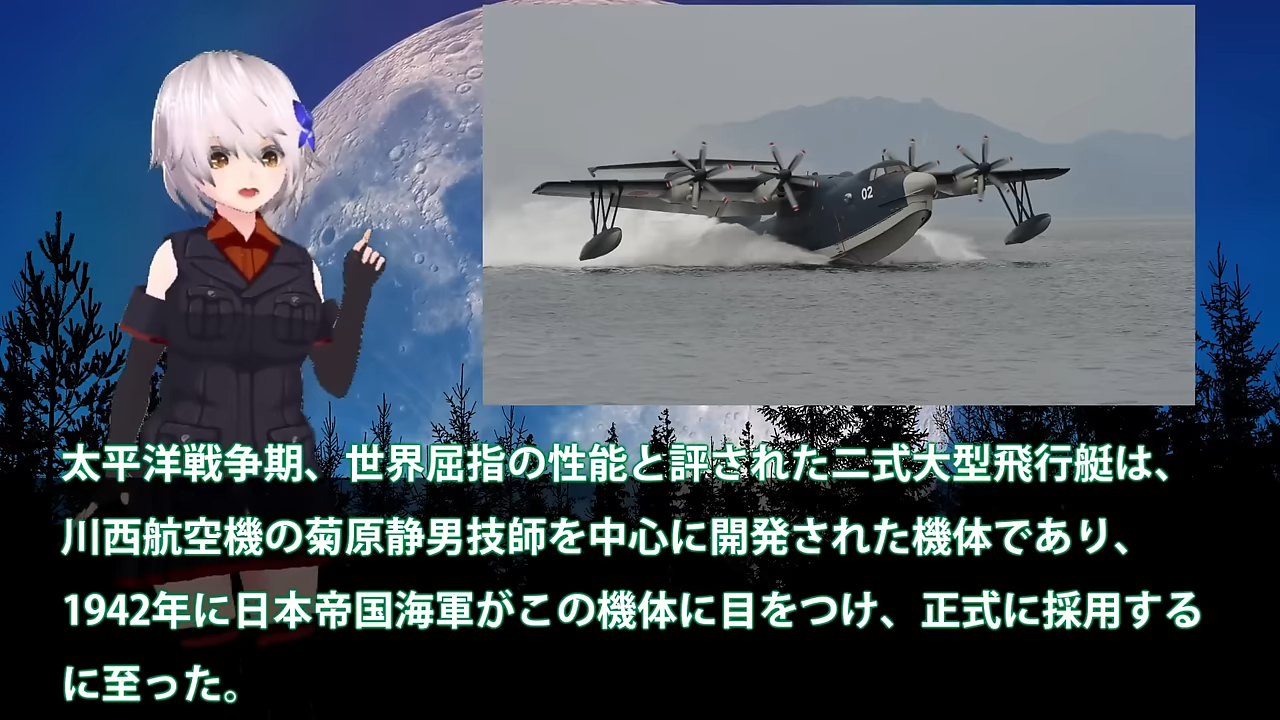 02
太平洋戦争期、世界屈指の性能と評された二式大型飛行艇は、
川西航空機の菊原静男技師を中心に開発された機体であり、
1942年に日本帝国海軍がこの機体に目をつけ、正式に採用する
に至った。